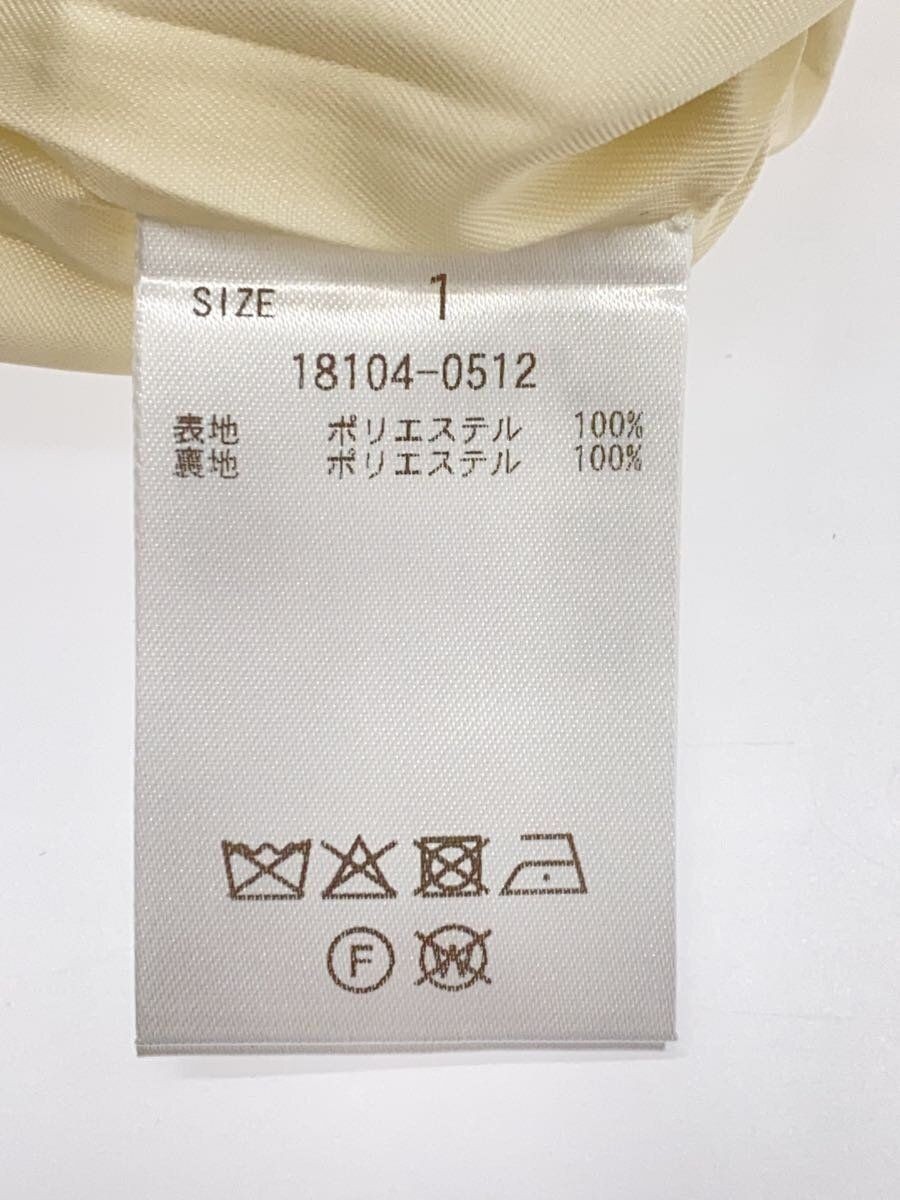 SIZE 1
18104-0512
表地 ポリエステル 100%
裏地 ポリエステル 100%
F W